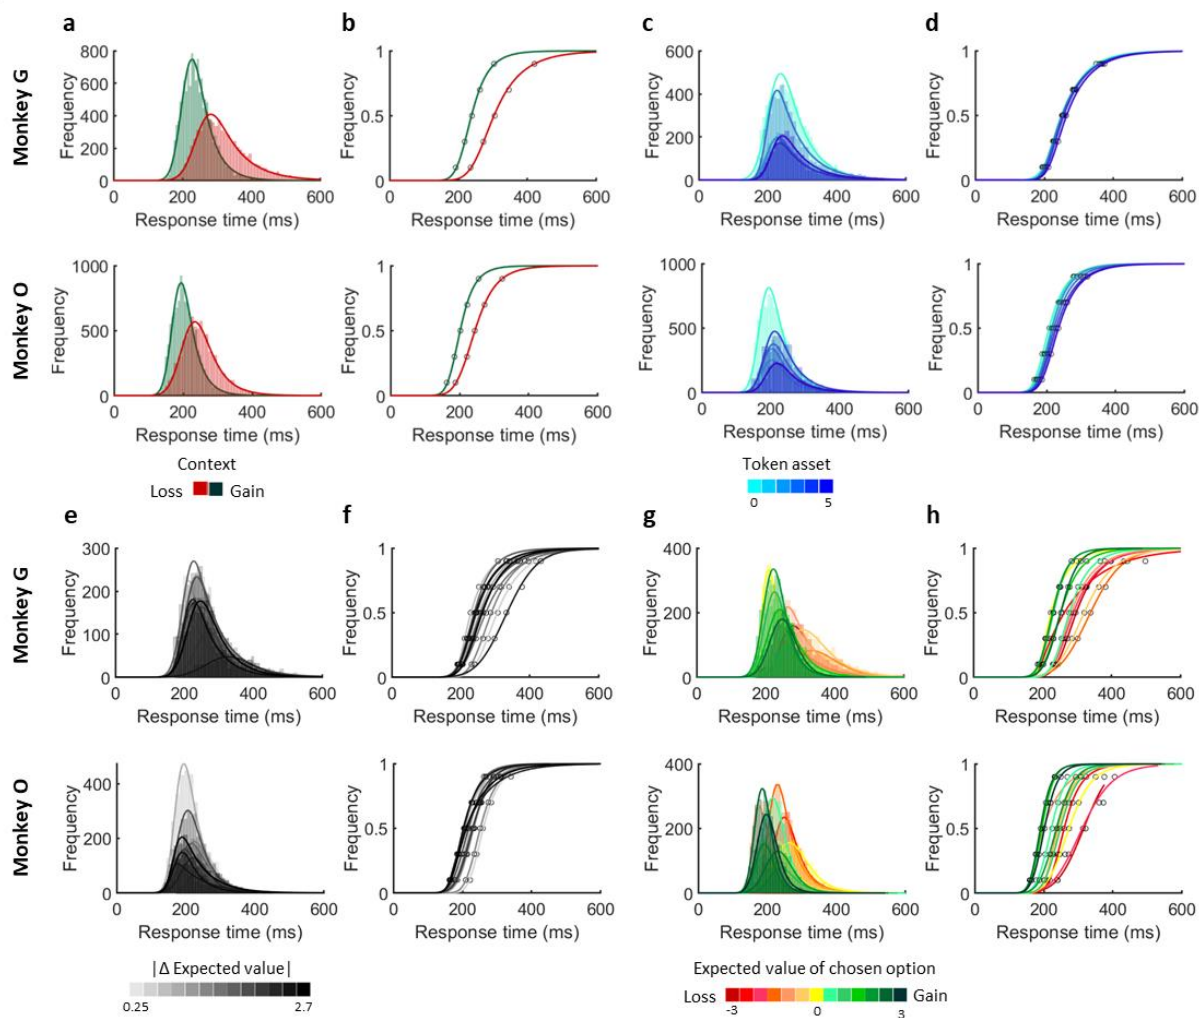 a b c d
Monkey G
Frequency
800
600
400
200
0
0 200 400 600
Response time (ms)
Frequency
1
0.5
0
0 200 400 600
Response time (ms)
Frequency
600
400
200
0
0 200 400 600
Response time (ms)
Frequency
1
0.5
0
0 200 400 600
Response time (ms)
Monkey O
Frequency
1000
500
0
0 200 400 600
Response time (ms)
Frequency
1
0.5
0
0 200 400 600
Response time (ms)
Frequency
1000
500
0
0 200 400 600
Response time (ms)
Frequency
1
0.5
0
0 200 400 600
Response time (ms)
Context
Loss Gain
Token asset
0 5
e f g h
Monkey G
Frequency
300
200
100
0
0 200 400 600
Response time (ms)
Frequency
1
0.5
0
0 200 400 600
Response time (ms)
Frequency
400
200
0
0 200 400 600
Response time (ms)
Frequency
1
0.5
0
0 200 400 600
Response time (ms)
Monkey O
Frequency
400
200
0
0 200 400 600
Response time (ms)
Frequency
1
0.5
0
0 200 400 600
Response time (ms)
Frequency
400
200
0
0 200 400 600
Response time (ms)
Frequency
1
0.5
0
0 200 400 600
Response time (ms)
|Δ Expected value|
0.25 2.7
Expected value of chosen option
Loss Gain
-3 0 3